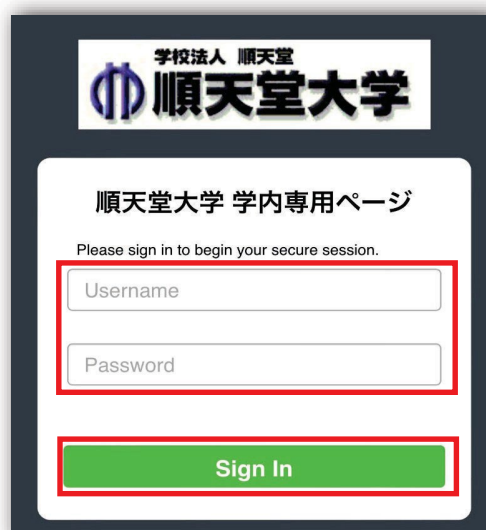 学校法人 順天堂
順天堂大学
順天堂大学 学内専用ページ
Please sign in to begin your secure session.
Username
Password
Sign In